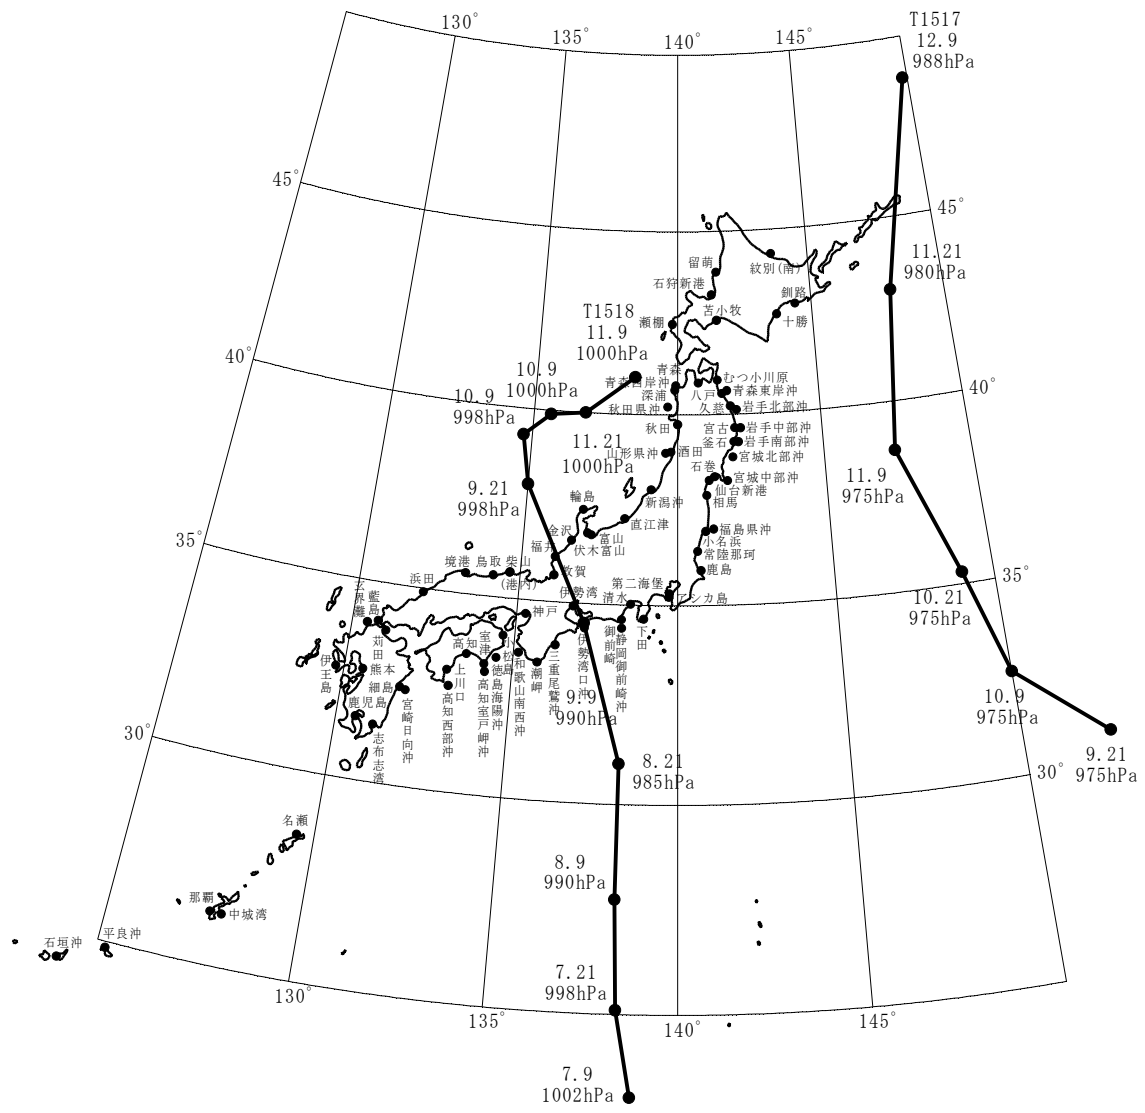 T1517
12.9
988hPa
130°
135°
140°
145°
45°
45°
11.21
980hPa
留萌
紋別(南)
石狩新港
釧路
苫小牧
十勝
瀬棚
T1518
11.9
1000hPa
40°
10.9
1000hPa
青森
青森西岸沖
むつ小川原
青森東岸沖
深浦
八戸
40°
10.9
998hPa
秋田県沖
久慈
岩手北部沖
秋田
宮古
岩手中部沖
11.21
1000hPa
釜石
岩手南部沖
山形県沖
酒田
宮城北部沖
石巻
宮城中部沖
11.9
975hPa
9.21
998hPa
仙台新港
輪島
新潟沖
相馬
直江津
35°
金沢
富山
福島県沖
伏木富山
小名浜
福井
常陸那珂
境港
鳥取
柴山
(港内)
敦賀
鹿島
35°
浜田
伊勢湾
清水
第二海堡
アシカ島
10.21
975hPa
玄界灘
藍島
神戸
苅田
下田
御前崎
静岡御前崎沖
伊勢湾口沖
高知
室津
小松島
伊王島
熊本
三重尾鷲沖
潮岬
和歌山南西沖
徳島海陽沖
上川口
高知室戸岬沖
高知西部沖
細島
宮崎日向沖
鹿児島
志布志湾
9.9
990hPa
10.9
975hPa
30°
8.21
985hPa
9.21
975hPa
30°
名瀬
8.9
990hPa
那覇
中城湾
平良沖
石垣沖
7.21
998hPa
130°
135°
140°
145°
7.9
1002hPa